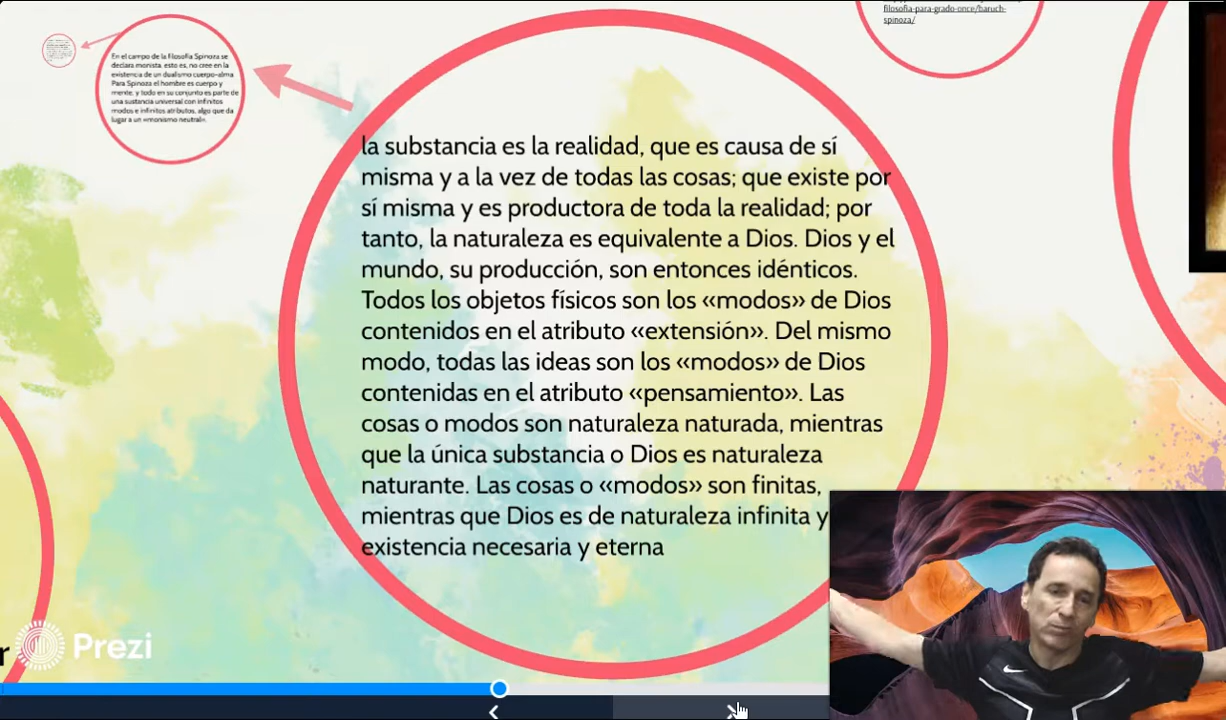 filosofia-para-grado-once/baruch-
spinoza/
En el campo de la filosofía Spinoza se
declara monista, esto es, no cree en la
existencia de un dualismo cuerpo-alma
Para Spinoza el hombre es cuerpo y
mente, y todo en su conjunto es parte de
una sustancia universal con infinitos
modos e infinitos atributos, algo que da
lugar a un «monismo neutral».
la substancia es la realidad, que es causa de sí
misma y a la vez de todas las cosas; que existe por
sí misma y es productora de toda la realidad; por
tanto, la naturaleza es equivalente a Dios. Dios y el
mundo, su producción, son entonces idénticos.
Todos los objetos físicos son los «modos» de Dios
contenidos en el atributo «extensión». Del mismo
modo, todas las ideas son los «modos» de Dios
contenidas en el atributo «pensamiento». Las
cosas o modos son naturaleza naturada, mientras
que la única substancia o Dios es naturaleza
naturante. Las cosas o «modos» son finitas,
mientras que Dios es de naturaleza infinita y
existencia necesaria y eterna
r
Prezi